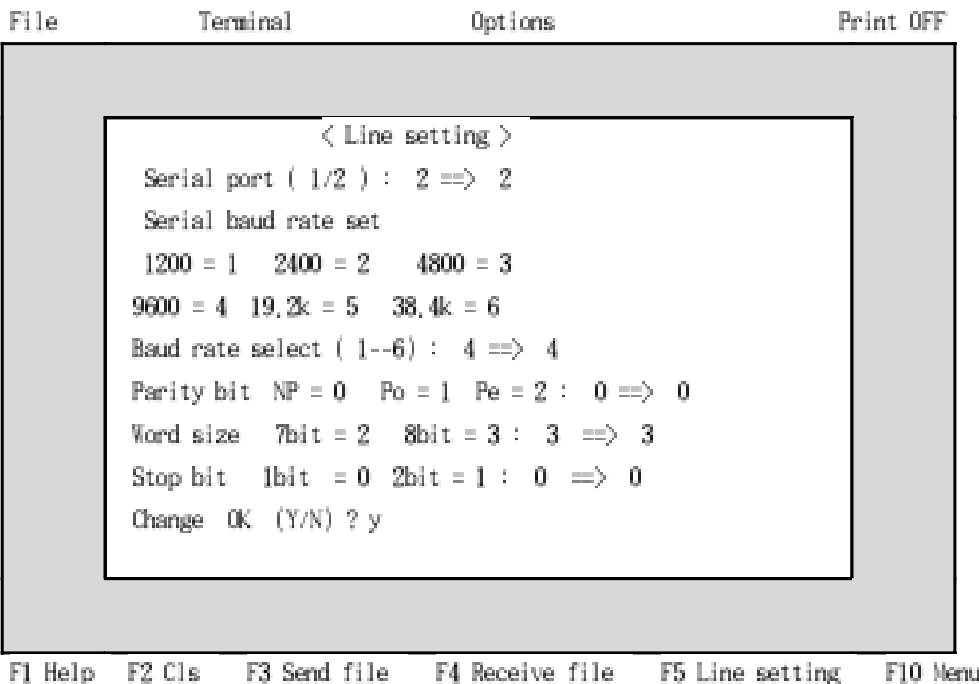 File Terminal Options Print OFF
< Line setting >
Serial port ( 1/2 ) : 2 ==> 2
Serial baud rate set
1200 = 1 2400 = 2 4800 = 3
9600 = 4 19.2k = 5 38.4k = 6
Baud rate select ( 1--6) : 4 ==> 4
Parity bit NP = 0 Po = 1 Pe = 2 : 0 ==> 0
Word size 7bit = 2 8bit = 3 : 3 ==> 3
Stop bit 1bit = 0 2bit = 1 : 0 ==> 0
Change OK (Y/N) ? y
F1 Help F2 Cls F3 Send file F4 Receive file F5 Line setting F10 Menu